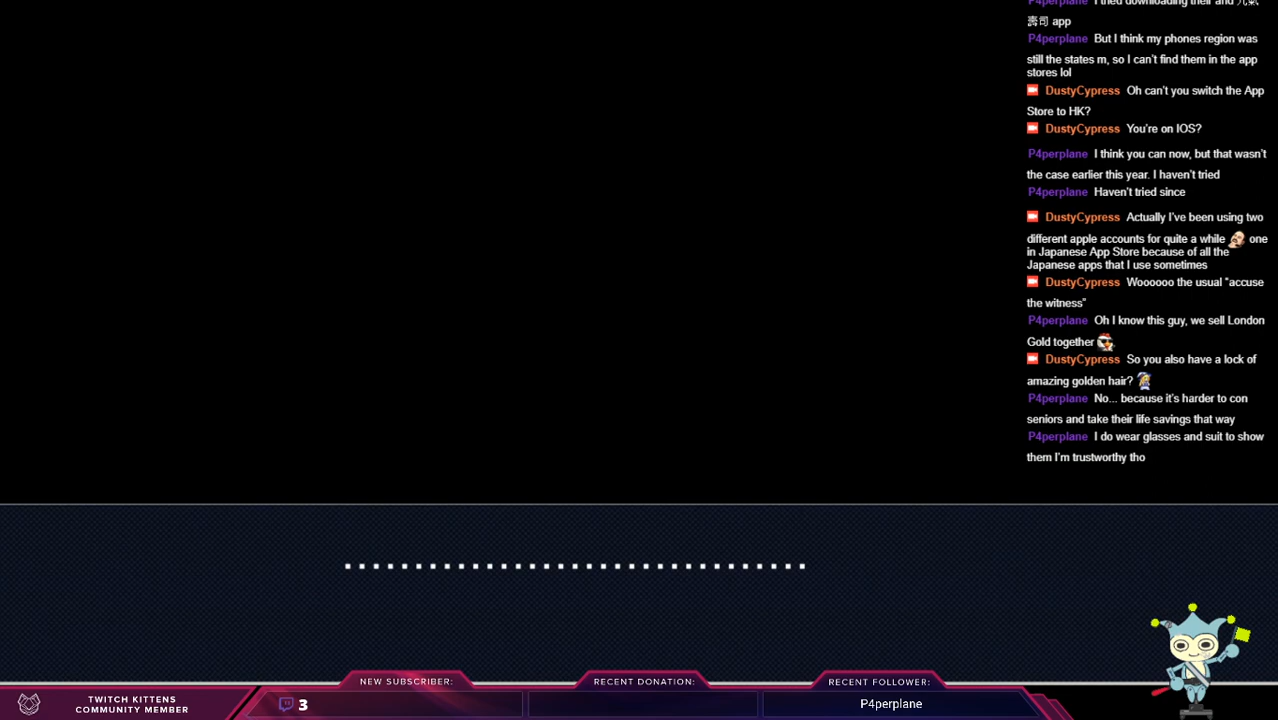 P4perplane I tried downloading their and 元氣
壽司 app
P4perplane But I think my phones region was
still the states m, so I can't find them in the app
stores lol
DustyCypress Oh can't you switch the App
Store to HK?
DustyCypress You're on IOS?
P4perplane I think you can now, but that wasn't
the case earlier this year. I haven't tried
P4perplane Haven't tried since
DustyCypress Actually I've been using two
different apple accounts for quite a while one
in Japanese App Store because of all the
Japanese apps that I use sometimes
DustyCypress Woooooo the usual “accuse
the witness”
P4perplane Oh I know this guy, we sell London
Gold together
DustyCypress So you also have a lock of
amazing golden hair?
P4perplane No... because it's harder to con
seniors and take their life savings that way
P4perplane I do wear glasses and suit to show
them I'm trustworthy tho
.................................
NEW SUBSCRIBER:
RECENT DONATION:
RECENT FOLLOWER:
TWITCH KITTENS
COMMUNITY MEMBER
3
P4perplane